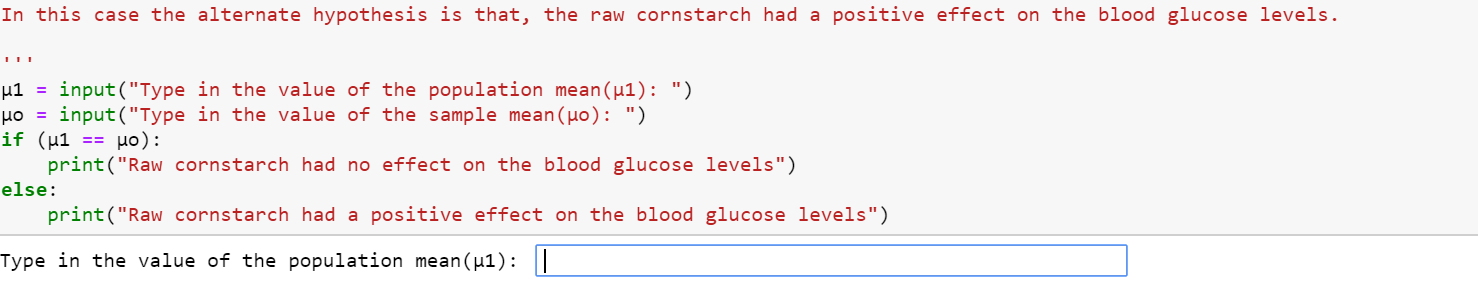 In this case the alternate hypothesis is that, the raw cornstarch had a positive effect on the blood glucose levels.
'''
μ1 = input("Type in the value of the population mean(μ1): ")
μo = input("Type in the value of the sample mean(μo): ")
if (μ1 == μo):
    print("Raw cornstarch had no effect on the blood glucose levels")
else:
    print("Raw cornstarch had a positive effect on the blood glucose levels")
Type in the value of the population mean(μ1):